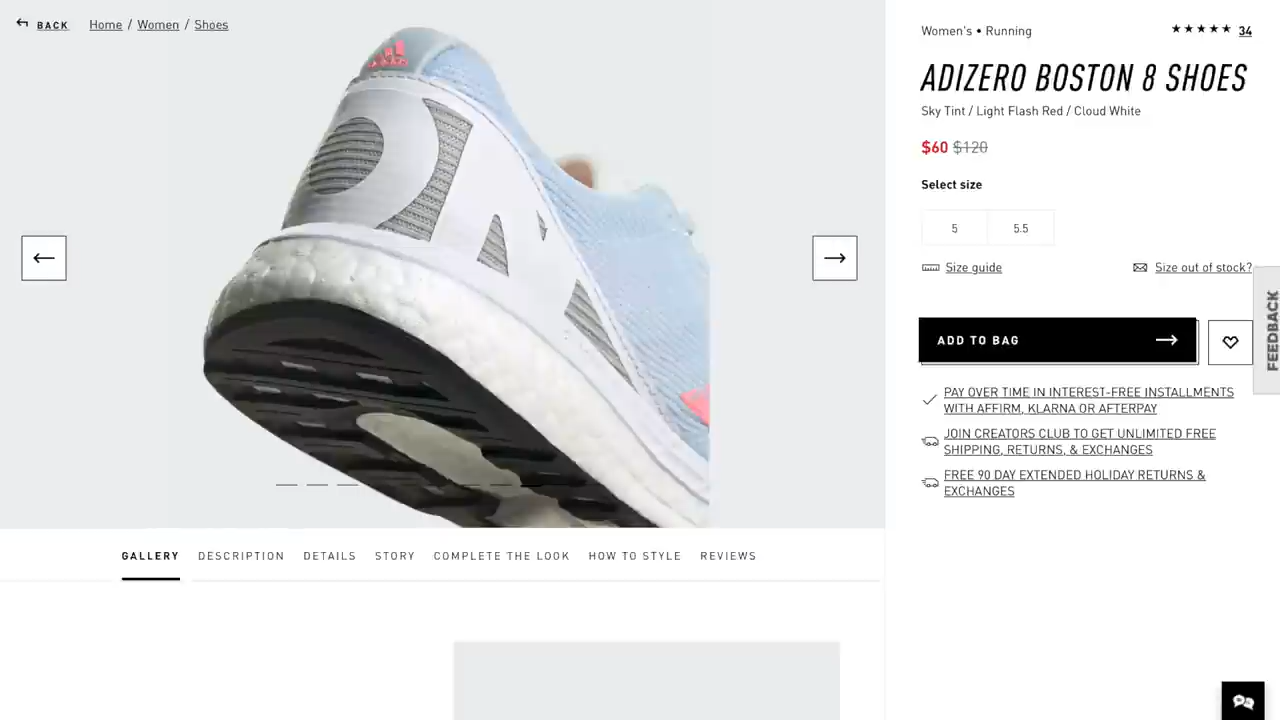 BACK
Home / Women / Shoes
Women's • Running
34
ADIZERO BOSTON 8 SHOES
Sky Tint / Light Flash Red / Cloud White
$60 $120
Select size
5
5.5
Size guide
Size out of stock?
FEEDBACK
ADD TO BAG
PAY OVER TIME IN INTEREST-FREE INSTALLMENTS
WITH AFFIRM, KLARNA OR AFTERPAY
JOIN CREATORS CLUB TO GET UNLIMITED FREE
SHIPPING, RETURNS, & EXCHANGES
FREE 90 DAY EXTENDED HOLIDAY RETURNS &
EXCHANGES
GALLERY DESCRIPTION DETAILS STORY COMPLETE THE LOOK HOW TO STYLE REVIEWS